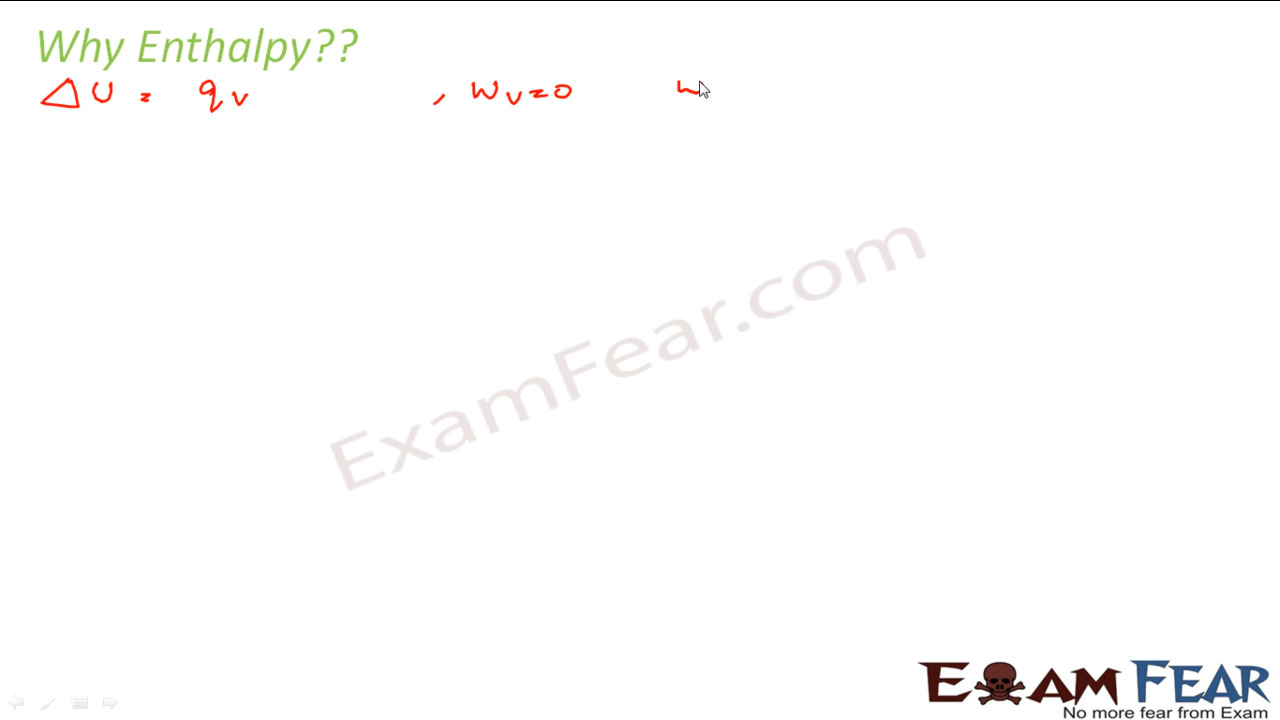 Why Enthalpy??
ΔU = qv , Wv=0
ExamFear.com
EXAM FEAR
No more fear from Exam